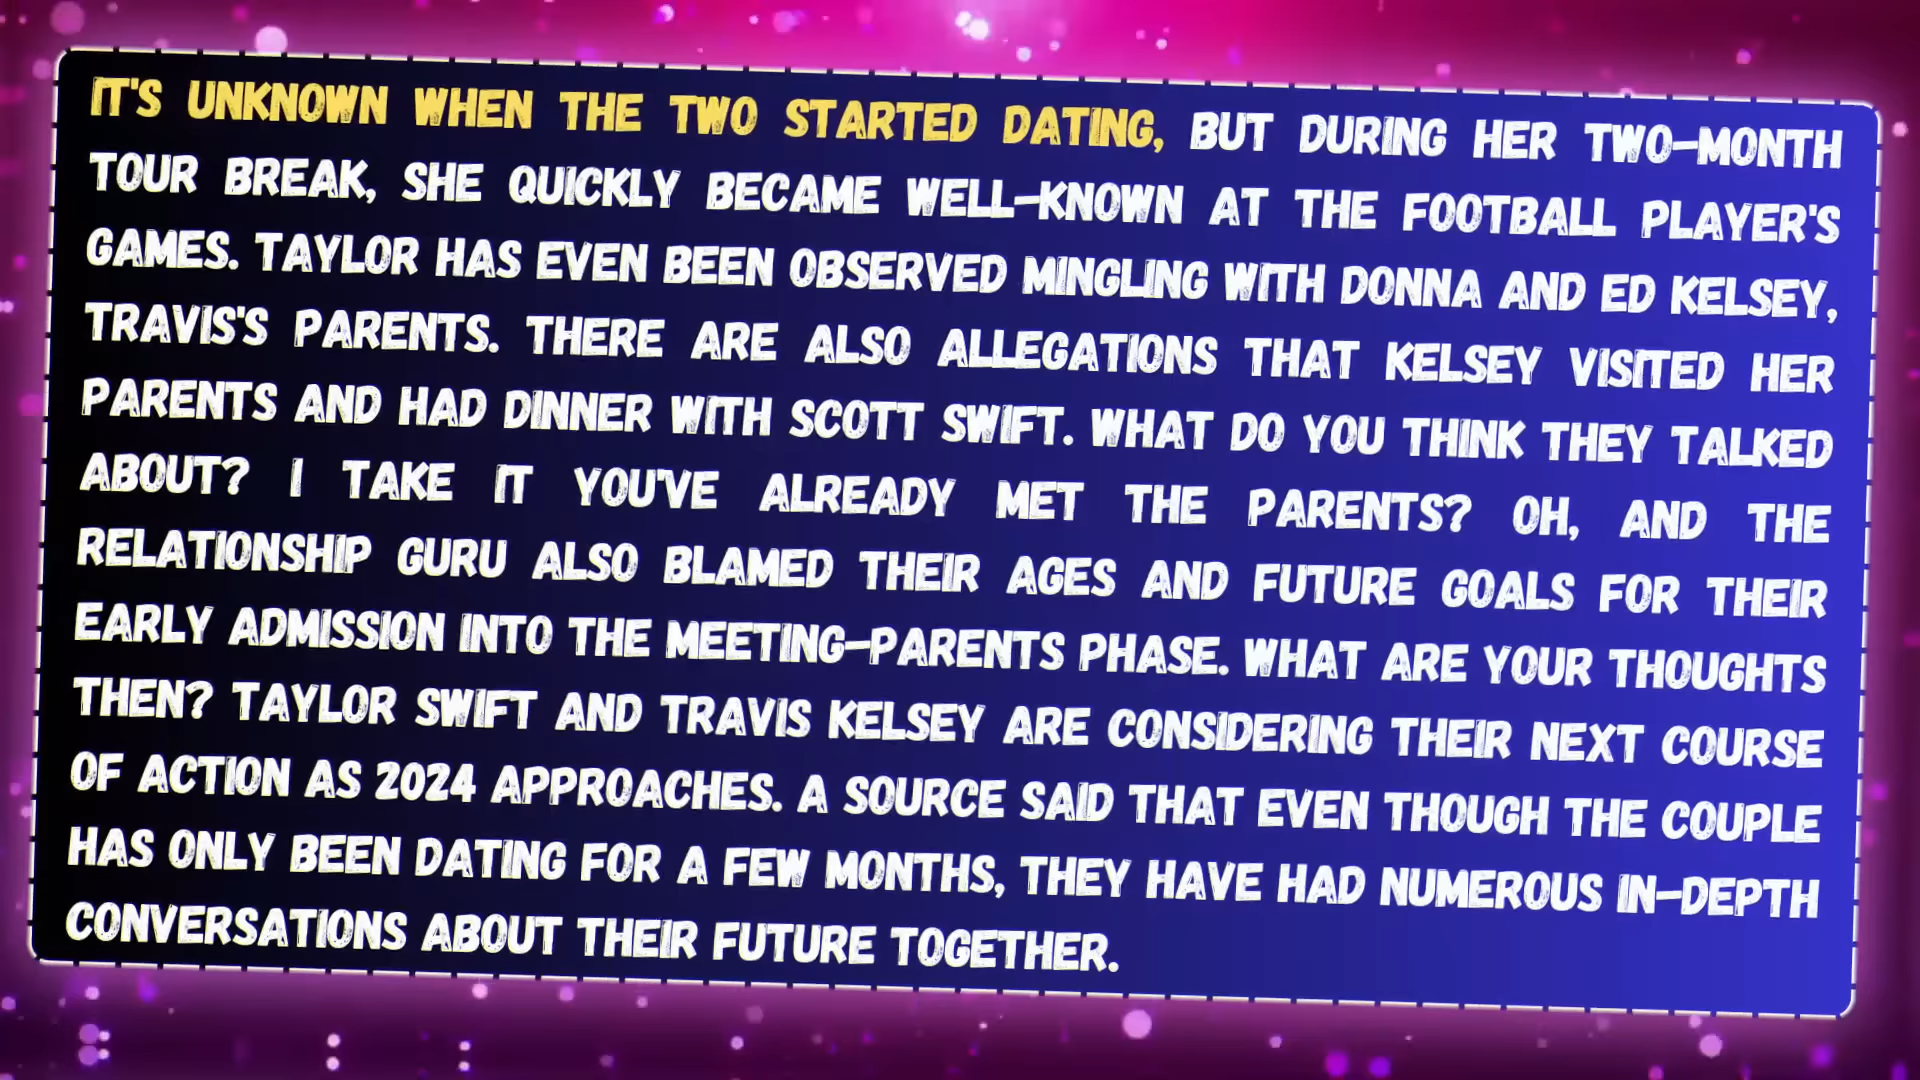 IT'S UNKNOWN WHEN THE TWO STARTED DATING, BUT DURING HER TWO-MONTH
TOUR BREAK, SHE QUICKLY BECAME WELL-KNOWN AT THE FOOTBALL PLAYER'S
GAMES. TAYLOR HAS EVEN BEEN OBSERVED MINGLING WITH DONNA AND ED KELSEY,
TRAVIS'S PARENTS. THERE ARE ALSO ALLEGATIONS THAT KELSEY VISITED HER
PARENTS AND HAD DINNER WITH SCOTT SWIFT. WHAT DO YOU THINK THEY TALKED
ABOUT? I TAKE IT YOU'VE ALREADY MET THE PARENTS? OH, AND THE
RELATIONSHIP GURU ALSO BLAMED THEIR AGES AND FUTURE GOALS FOR THEIR
EARLY ADMISSION INTO THE MEETING-PARENTS PHASE. WHAT ARE YOUR THOUGHTS
THEN? TAYLOR SWIFT AND TRAVIS KELSEY ARE CONSIDERING THEIR NEXT COURSE
OF ACTION AS 2024 APPROACHES. A SOURCE SAID THAT EVEN THOUGH THE COUPLE
HAS ONLY BEEN DATING FOR A FEW MONTHS, THEY HAVE HAD NUMEROUS IN-DEPTH
CONVERSATIONS ABOUT THEIR FUTURE TOGETHER.